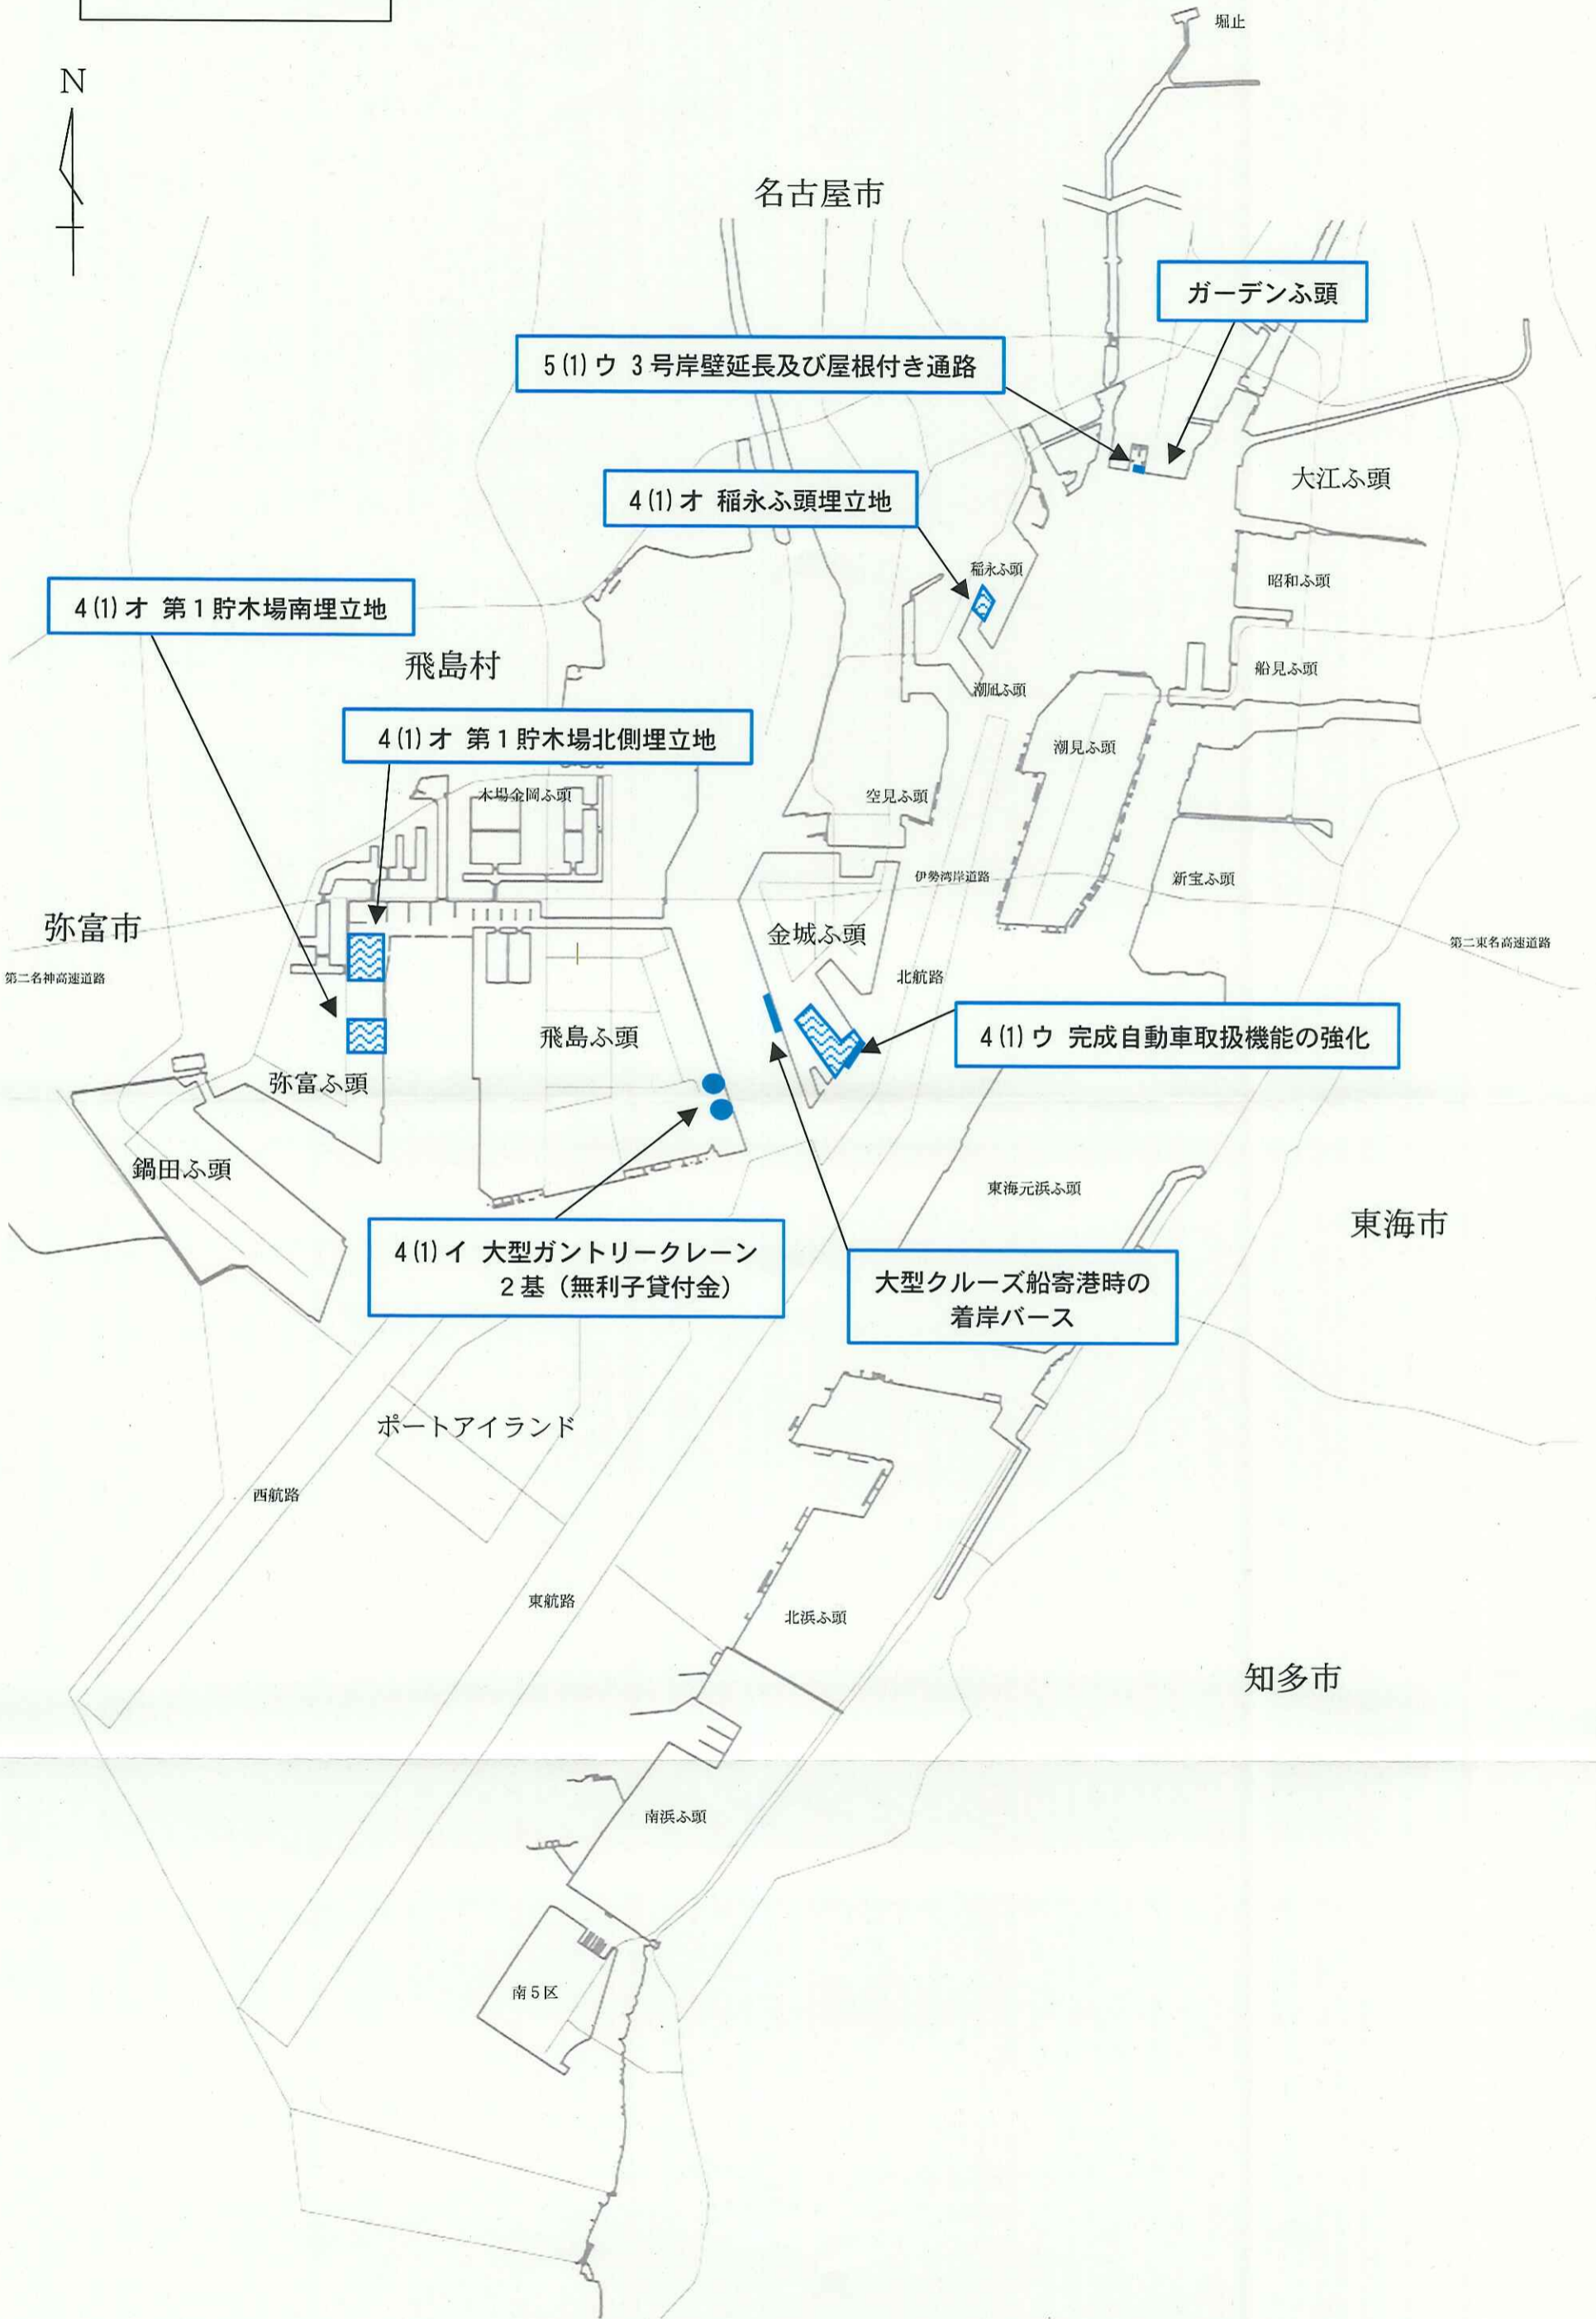 堀止
N
名古屋市
ガーデンふ頭
5(1)ウ 3号岸壁延長及び屋根付き通路
大江ふ頭
4(1)オ 稲永ふ頭埋立地
稲永ふ頭
昭和ふ頭
4(1)オ 第1貯木場南埋立地
飛島村
船見ふ頭
潮凪ふ頭
4(1)オ 第1貯木場北側埋立地
潮見ふ頭
木場金岡ふ頭
空見ふ頭
伊勢湾岸道路
新宝ふ頭
弥富市
金城ふ頭
第二東名高速道路
第二名神高速道路
北航路
飛島ふ頭
4(1)ウ 完成自動車取扱機能の強化
弥富ふ頭
鍋田ふ頭
東海元浜ふ頭
東海市
4(1)イ 大型ガントリークレーン
2基(無利子貸付金)
大型クルーズ船寄港時の
着岸バース
ポートアイランド
西航路
東航路
北浜ふ頭
知多市
南浜ふ頭
南5区